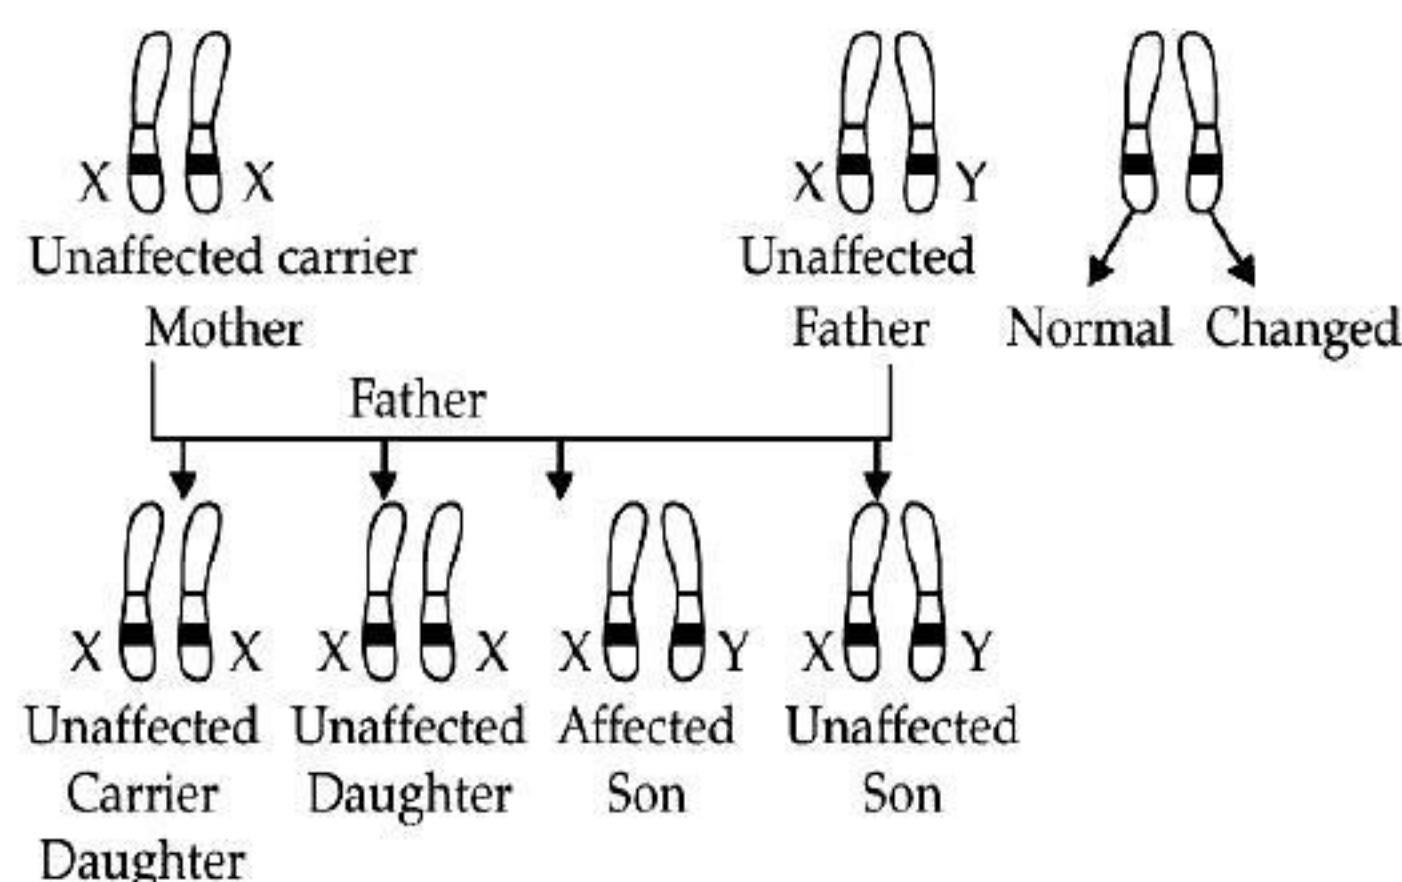 X X
X Y
Unaffected carrier
Unaffected
Mother
Father
Normal Changed
Father
X X
X X
X Y
X Y
Unaffected
Unaffected
Affected
Unaffected
Carrier
Daughter
Son
Son
Daughter